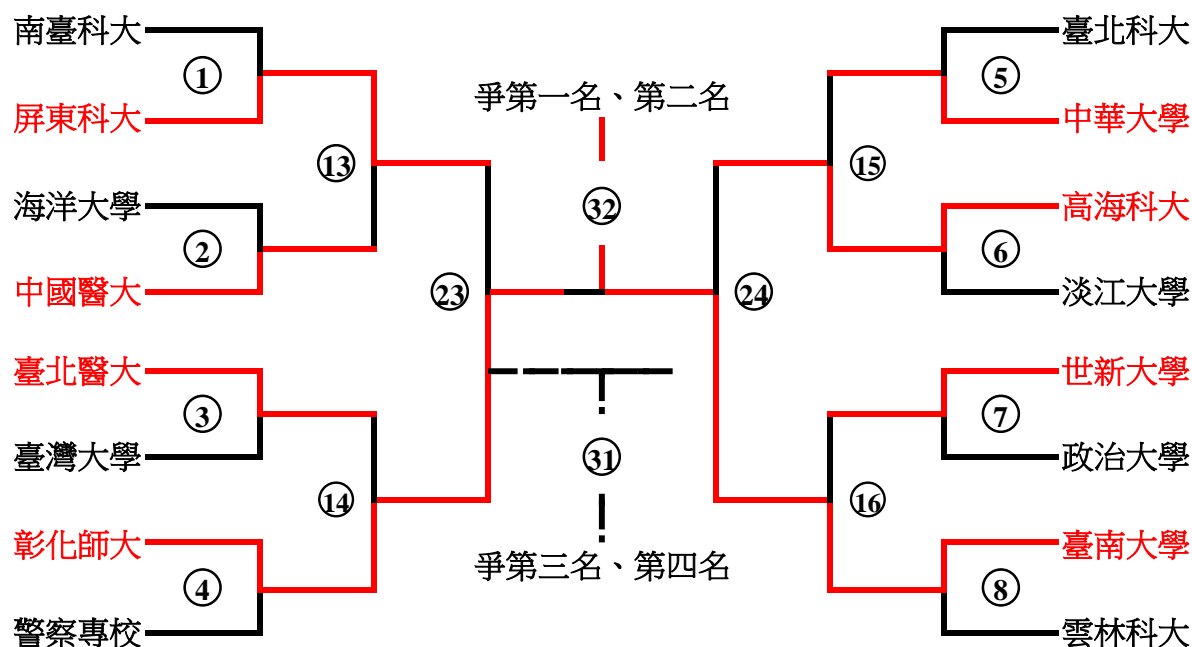 南臺科大
①
屏東科大
⑬
海洋大學
②
中國醫大
㉓
臺北醫大
③
臺灣大學
⑭
彰化師大
④
警察專校
爭第一名、第二名
㉜
㉛
爭第三名、第四名
臺北科大
⑤
中華大學
⑮
高海科大
⑥
淡江大學
㉔
世新大學
⑦
政治大學
⑯
臺南大學
⑧
雲林科大